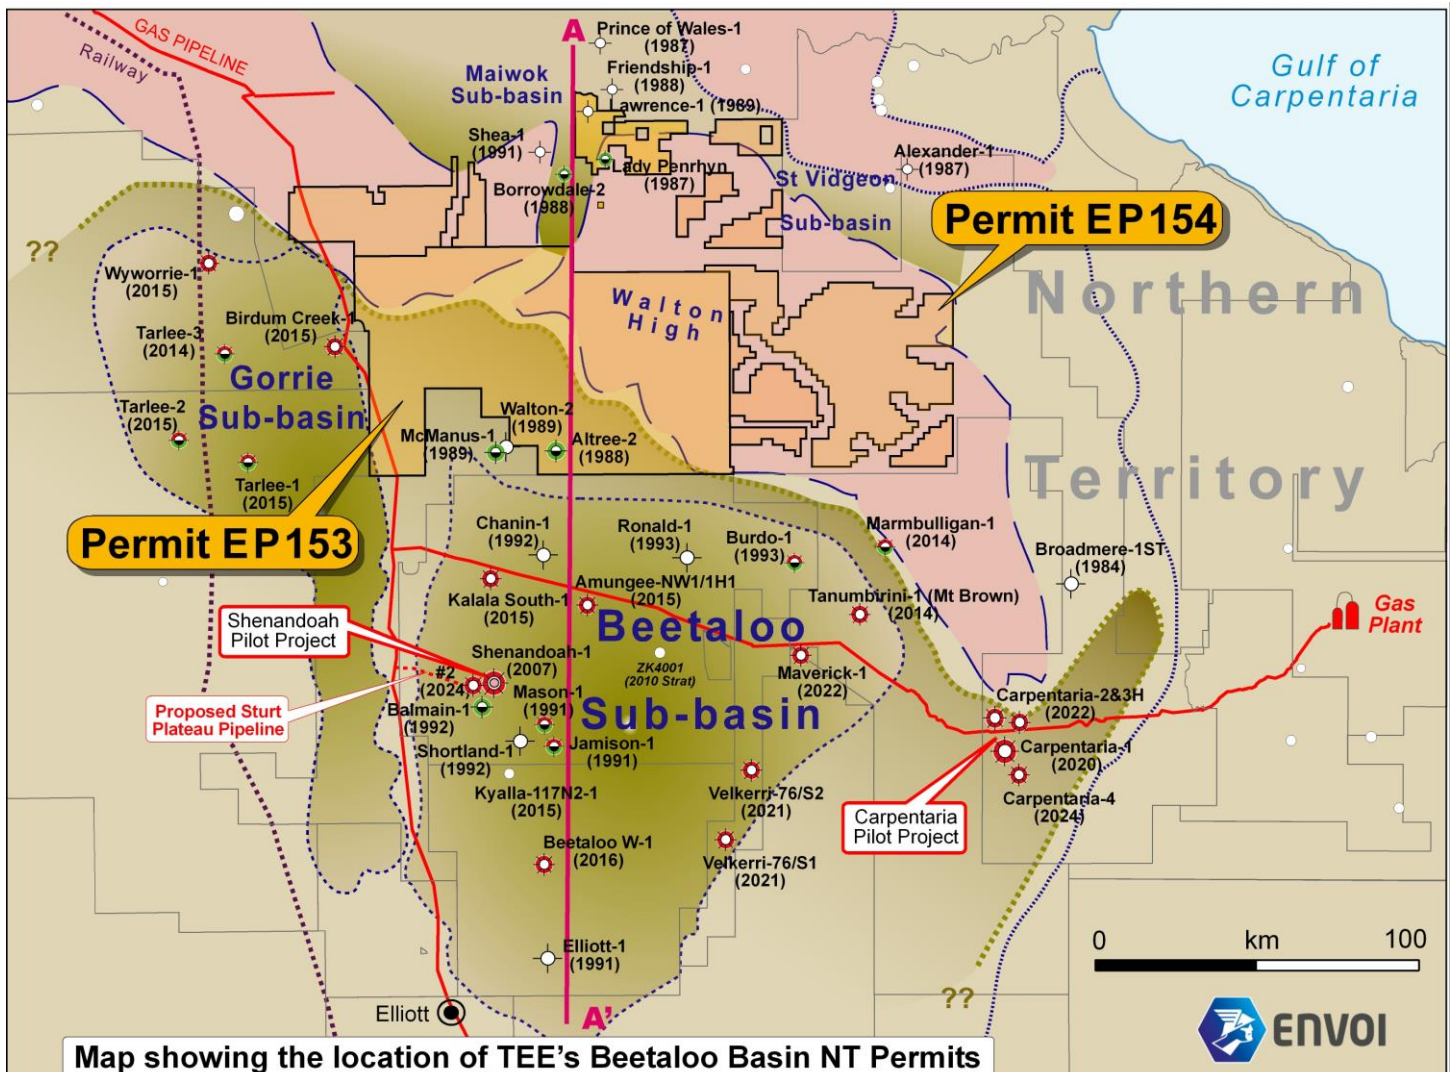 GAS PIPELINE
Railway
A
Prince of Wales-1
(1987)
Friendship-1
(1988)
Lawrence-1 (1989)
Maiwok
Sub-basin
Shea-1
(1991)
Lady Penrhyn
(1987)
Borrowdale-2
(1988)
Gulf of
Carpentaria
Alexander-1
(1987)
St Vidgeon
Sub-basin
Permit EP154
??
Wyworrie-1
(2015)
Birdum Creek-1
(2015)
Tarlee-3
(2014)
Gorrie
Sub-basin
Tarlee-2
(2015)
Tarlee-1
(2015)
Walton
High
Northern
Territory
Walton-2
(1989)
McManus-1
(1989)
Altree-2
(1988)
Permit EP153
Chanin-1
(1992)
Ronald-1
(1993)
Burdo-1
(1993)
Marmbulligan-1
(2014)
Broadmere-1ST
(1984)
Kalala South-1
(2015)
Amungee-NW1/1H1
(2015)
Tanumbirini-1 (Mt Brown)
(2014)
Gas
Plant
Shenandoah
Pilot Project
Beetaloo
Sub-basin
Shenandoah-1
(2007)
#2
(2024)
ZK4001
(2010 Strat)
Maverick-1
(2022)
Mason-1
(1991)
Balmain-1
(1992)
Proposed Sturt
Plateau Pipeline
Shortland-1
(1992)
Jamison-1
(1991)
Carpentaria-2&3H
(2022)
Carpentaria-1
(2020)
Carpentaria-4
(2024)
Carpentaria
Pilot Project
Kyalla-117N2-1
(2015)
Velkerri-76/S2
(2021)
Beetaloo W-1
(2016)
Velkerri-76/S1
(2021)
Elliott-1
(1991)
Elliott
A'
??
0 km 100
ENVOI
Map showing the location of TEE's Beetaloo Basin NT Permits